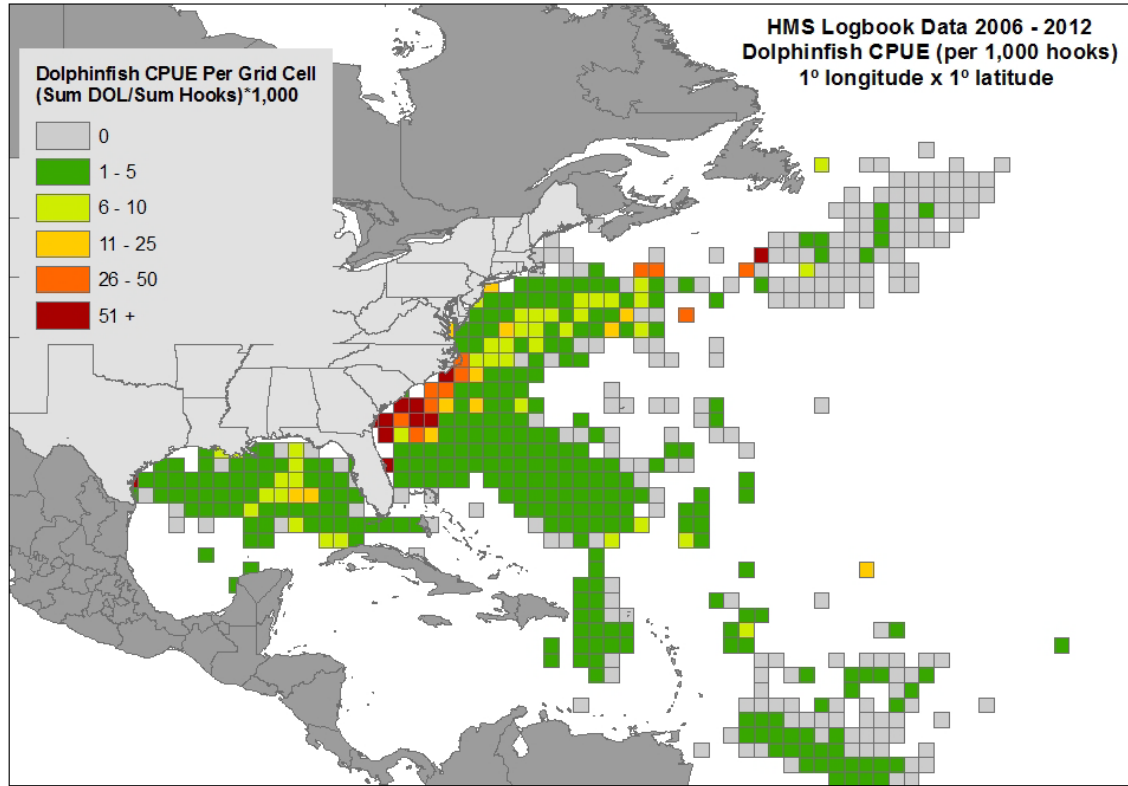 HMS Logbook Data 2006 - 2012
Dolphinfish CPUE (per 1,000 hooks)
1º longitude x 1º latitude
Dolphinfish CPUE Per Grid Cell
(Sum DOL/Sum Hooks)*1,000
0
1 - 5
6 - 10
11 - 25
26 - 50
51 +